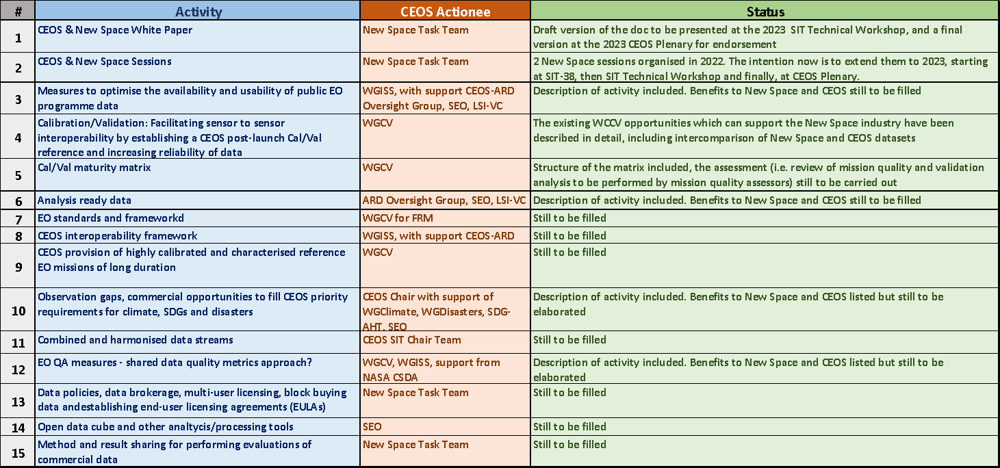 # Activity CEOS Actionee Status
1 CEOS & New Space White Paper New Space Task Team Draft version of the doc to be presented at the 2023 SIT Technical Workshop, and a final
version at the 2023 CEOS Plenary for endorsement
2 CEOS & New Space Sessions New Space Task Team 2 New Space sessions organised in 2022. The intention now is to extend them to 2023, starting
at SIT-38, then SIT Technical Workshop and finally, at CEOS Plenary.
3 Measures to optimise the availability and usability of public EO WGISS, with support CEOS-ARD Description of activity included. Benefits to New Space and CEOS still to be filled
programme data Oversight Group, SEO, LSI-VC
4 Calibration/Validation: Facilitating sensor to sensor WGCV The existing WCCV opportunities which can support the New Space industry have been
interoperability by establishing a CEOS post-launch Cal/Val described in detail, including intercomparison of New Space and CEOS datasets
reference and increasing reliability of data
5 Cal/Val maturity matrix WGCV Structure of the matrix included, the assessment (i.e. review of mission quality and validation
analysis to be performed by mission quality assessors) still to be carried out
6 Analysis ready data ARD Oversight Group, SEO, LSI-VC Description of activity included. Benefits to New Space and CEOS still to be filled
7 EO standards and frameworkd WGCV for FRM Still to be filled
8 CEOS interoperability framework WGISS, with support CEOS-ARD Still to be filled
9 CEOS provision of highly calibrated and characterised reference WGCV Still to be filled
EO missions of long duration
10 Observation gaps, commercial opportunities to fill CEOS priority CEOS Chair with support of Description of activity included. Benefits to New Space and CEOS listed but still to be
requirements for climate, SDGs and disasters WGClimate, WGDisasters, SDG- elaborated
AHT, SEO
11 Combined and harmonised data streams CEOS SIT Chair Team Still to be filled
12 EO QA measures - shared data quality metrics approach? WGCV, WGISS, support from Description of activity included. Benefits to New Space and CEOS listed but still to be
NASA CSDA elaborated
13 Data policies, data brokerage, multi-user licensing, block buying New Space Task Team Still to be filled
data andestablishing end-user licensing agreements (EULAs)
14 Open data cube and other analtycis/processing tools SEO Still to be filled
15 Method and result sharing for performing evaluations of New Space Task Team Still to be filled
commercial data